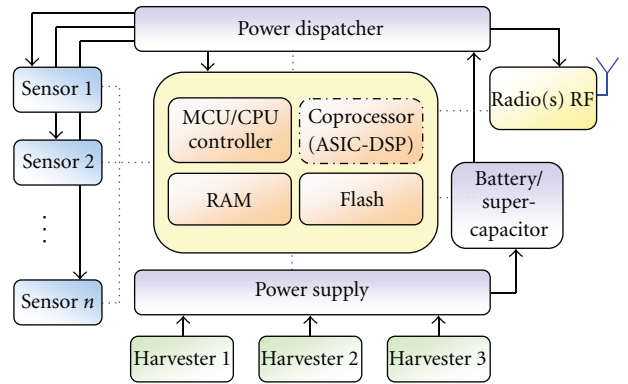 Power dispatcher
Sensor 1
Radio(s) RF
MCU/CPU
controller
Coprocessor
(ASIC-DSP)
Sensor 2
RAM
Flash
Battery/
super-
capacitor
Sensor n
Power supply
Harvester 1
Harvester 2
Harvester 3